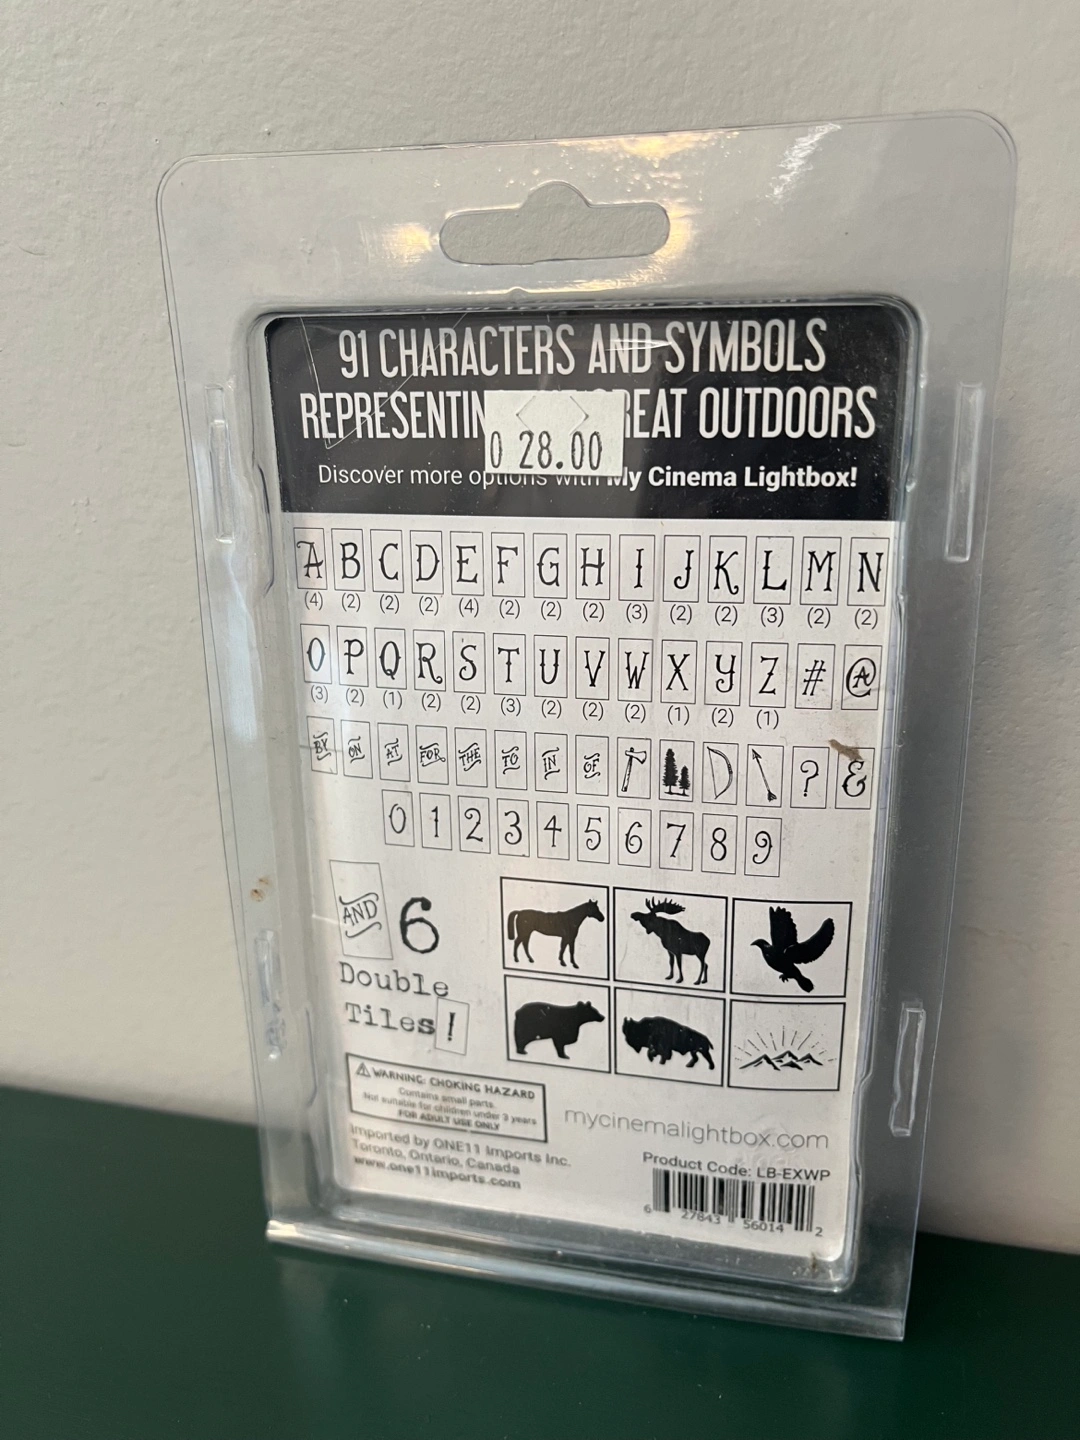 91 CHARACTERS AND SYMBOLS
REPRESENTIN REAT OUTDOORS
0 28.00
Discover more options with My Cinema Lightbox!
A B C D E F G H I J K L M N
(4) (2) (2) (2) (4) (2) (2) (2) (3) (2) (2) (3) (2) (2)
O P Q R S T U V W X Y Z # @
(3) (2) (1) (2) (2) (3) (2) (2) (2) (1) (2) (1)
BY ON AT FOR THE TO IN OF ? &
0 1 2 3 4 5 6 7 8 9
AND 6
Double
Tiles!
⚠ WARNING: CHOKING HAZARD
Contains small parts.
Not suitable for children under 3 years
FOR ADULT USE ONLY
mycinemalightbox.com
Imported by ONE11 Imports Inc.
Toronto, Ontario, Canada
www.one11imports.com
Product Code: LB-EXWP
6 27843 56014 2